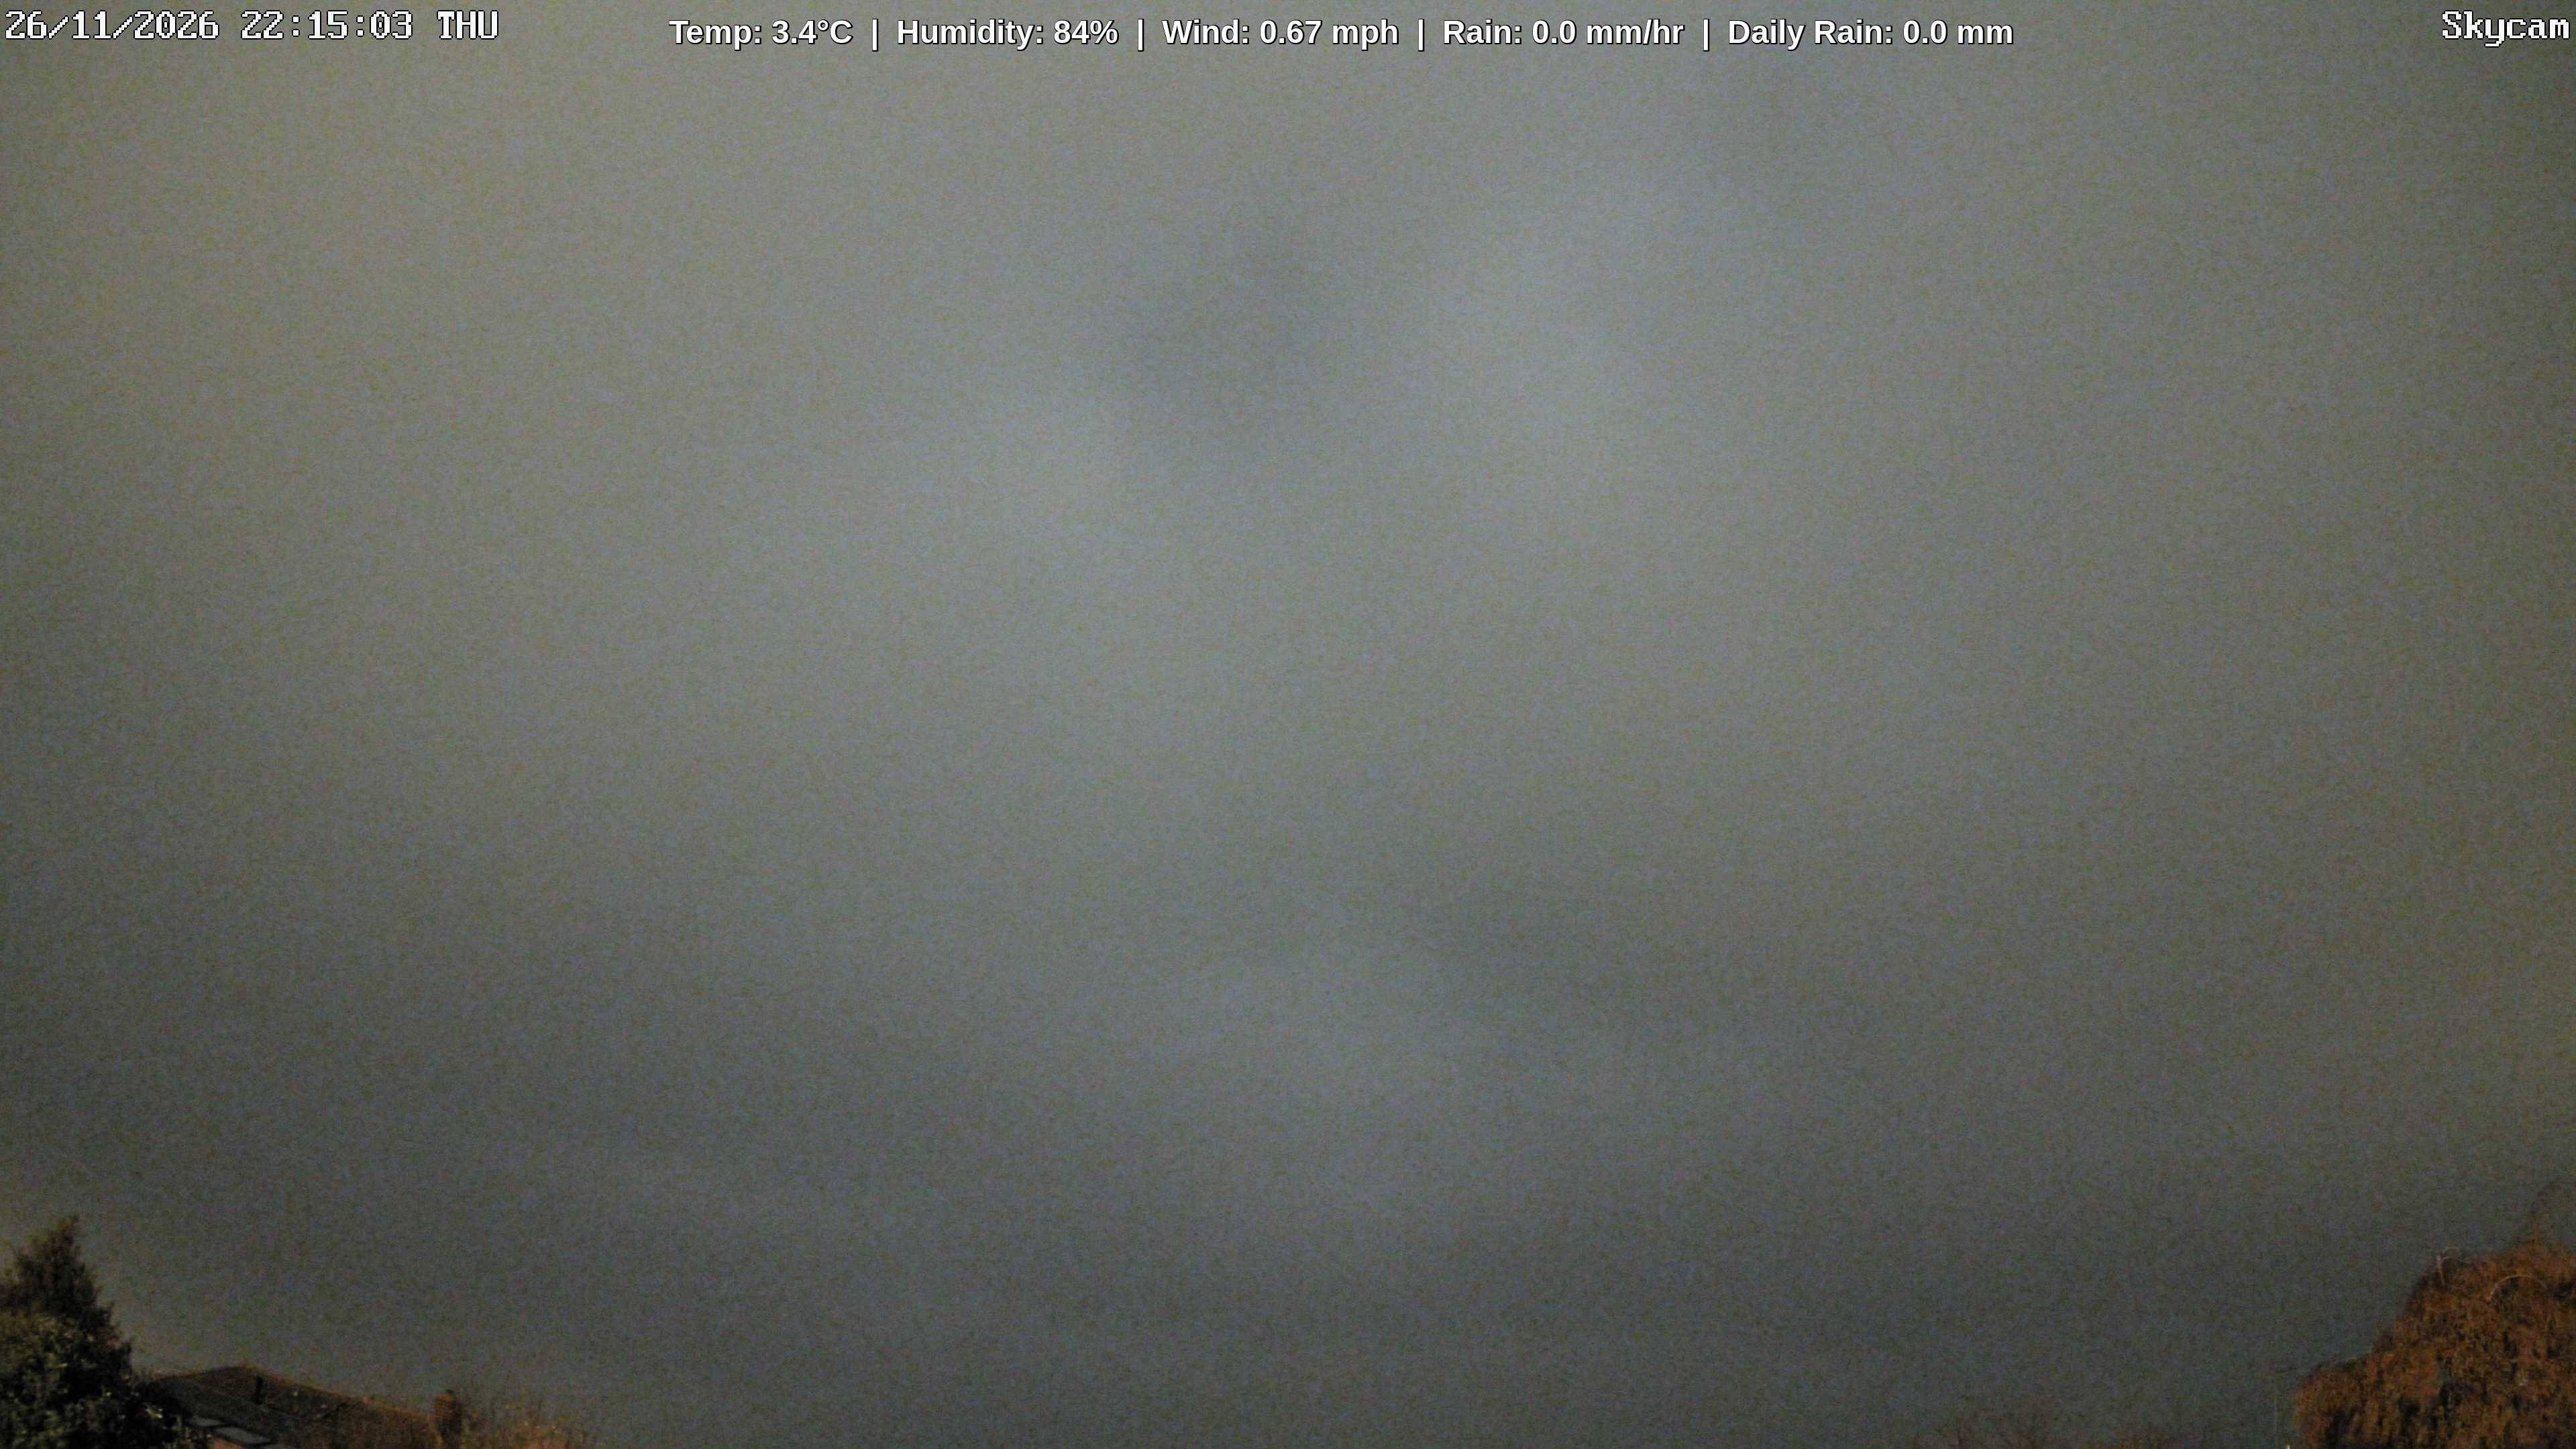 26/11/2026 22:15:03 THU
Temp: 3.4°C | Humidity: 84% | Wind: 0.67 mph | Rain: 0.0 mm/hr | Daily Rain: 0.0 mm
Skycam